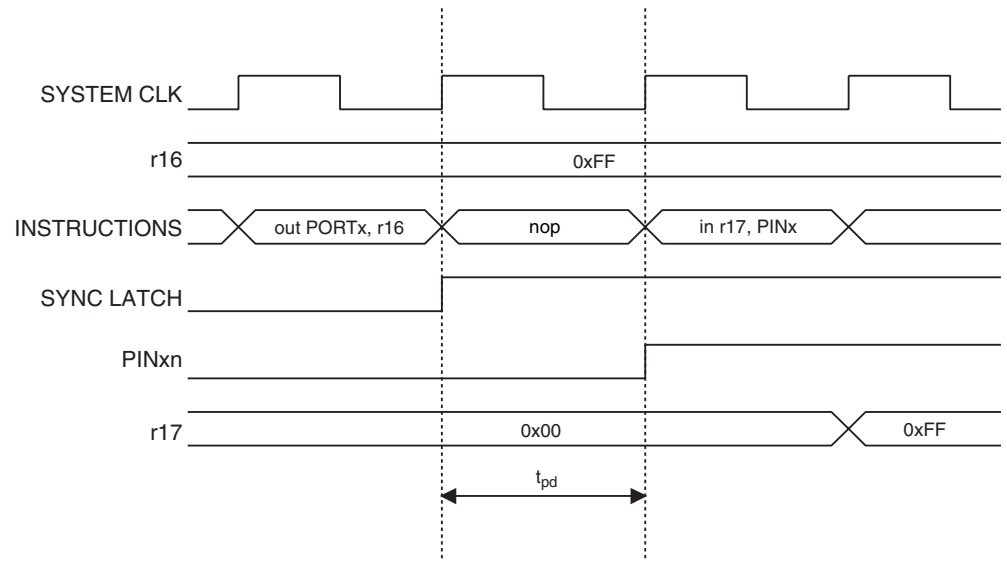 SYSTEM CLK
r16
0xFF
INSTRUCTIONS
out PORTx, r16
nop
in r17, PINx
SYNC LATCH
PINxn
r17
0x00
0xFF
tpd